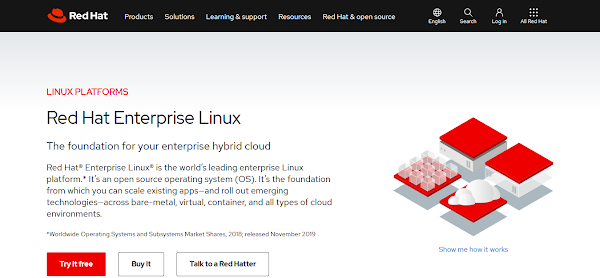 Red Hat
Products Solutions Learning & support Resources Red Hat & open source
English Search Log in All Red Hat
LINUX PLATFORMS
Red Hat Enterprise Linux
The foundation for your enterprise hybrid cloud
Red Hat® Enterprise Linux® is the world's leading enterprise Linux
platform.* It's an open source operating system (OS). It's the foundation
from which you can scale existing apps—and roll out emerging
technologies—across bare-metal, virtual, container, and all types of cloud
environments.
*Worldwide Operating Systems and Subsystems Market Shares, 2018; released November 2019
Try it free Buy it Talk to a Red Hatter
Show me how it works